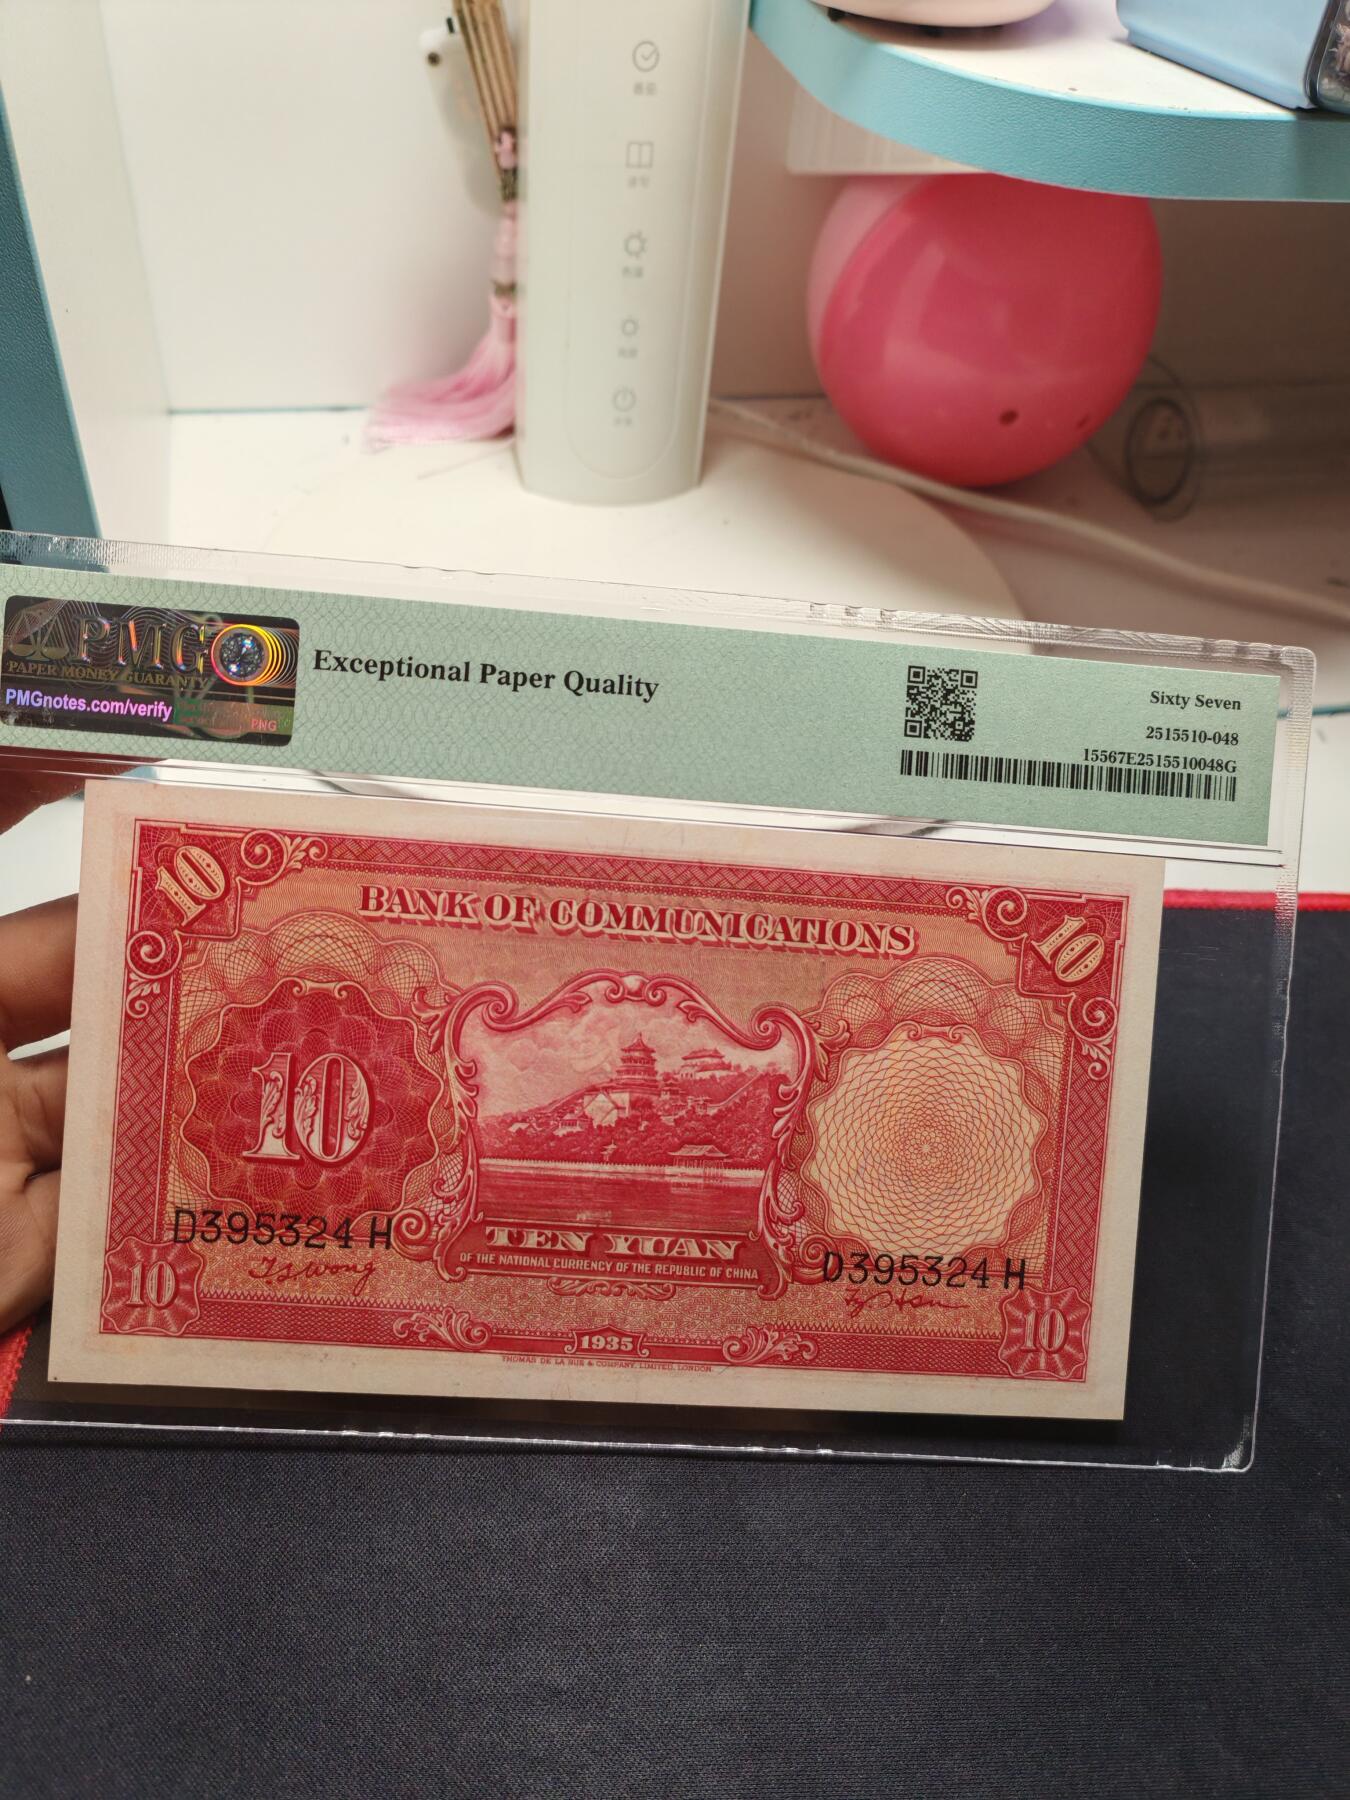 PMG
PAPER MONEY GUARANTY
PMGnotes.com/verify
PNG
Exceptional Paper Quality
Sixty Seven
2515510-048
15567E2515510048G
10
10
BANK OF COMMUNICATIONS
10
D395324 H
D395324 H
TEN YUAN
OF THE NATIONAL CURRENCY OF THE REPUBLIC OF CHINA
T.S. Wong
10
10
1935
THOMAS DE LA RUE & COMPANY, LIMITED, LONDON.